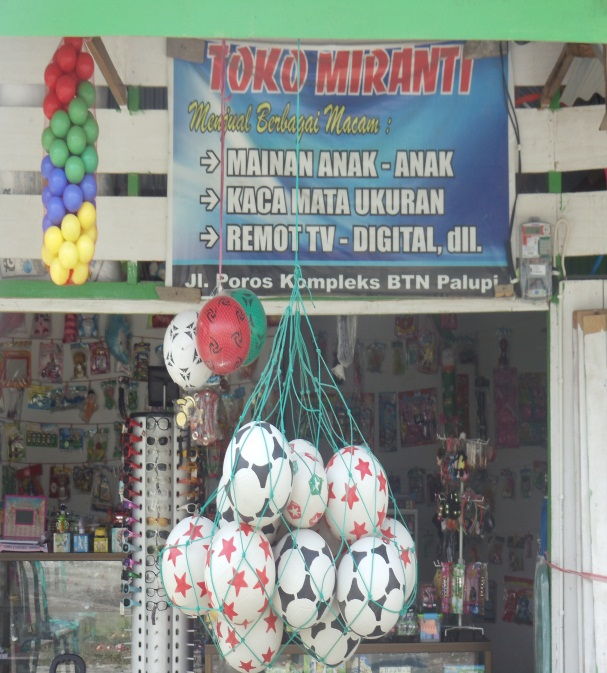 TOKO MIRANTI
Menjual Berbagai Macam :
→ MAINAN ANAK - ANAK
→ KACA MATA UKURAN
→ REMOT TV - DIGITAL, dll.
Jl. Poros Kompleks BTN Palupi